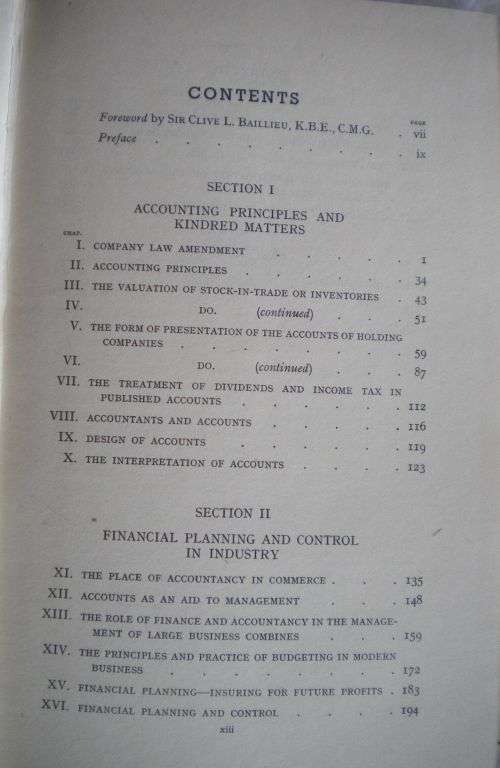 CONTENTS
PAGE
Foreword by SIR CLIVE L. BAILLIEU, K.B.E., C.M.G. . vii
Preface . . . . . . . . ix
SECTION I
ACCOUNTING PRINCIPLES AND
KINDRED MATTERS
CHAP.
I. COMPANY LAW AMENDMENT . . . . 1
II. ACCOUNTING PRINCIPLES . . . . . 34
III. THE VALUATION OF STOCK-IN-TRADE OR INVENTORIES . 43
IV. DO. (continued) . . . 51
V. THE FORM OF PRESENTATION OF THE ACCOUNTS OF HOLDING
COMPANIES . . . . . . . 59
VI. DO. (continued) . . . 87
VII. THE TREATMENT OF DIVIDENDS AND INCOME TAX IN
PUBLISHED ACCOUNTS . . . . . . 112
VIII. ACCOUNTANTS AND ACCOUNTS . . . . . 116
IX. DESIGN OF ACCOUNTS . . . . . 119
X. THE INTERPRETATION OF ACCOUNTS . . . . 123
SECTION II
FINANCIAL PLANNING AND CONTROL
IN INDUSTRY
XI. THE PLACE OF ACCOUNTANCY IN COMMERCE . . . 135
XII. ACCOUNTS AS AN AID TO MANAGEMENT . . . . 148
XIII. THE ROLE OF FINANCE AND ACCOUNTANCY IN THE MANAGE-
MENT OF LARGE BUSINESS COMBINES . . . . 159
XIV. THE PRINCIPLES AND PRACTICE OF BUDGETING IN MODERN
BUSINESS . . . . . . . . 172
XV. FINANCIAL PLANNING—INSURING FOR FUTURE PROFITS . 183
XVI. FINANCIAL PLANNING AND CONTROL . . . . 194
xiii